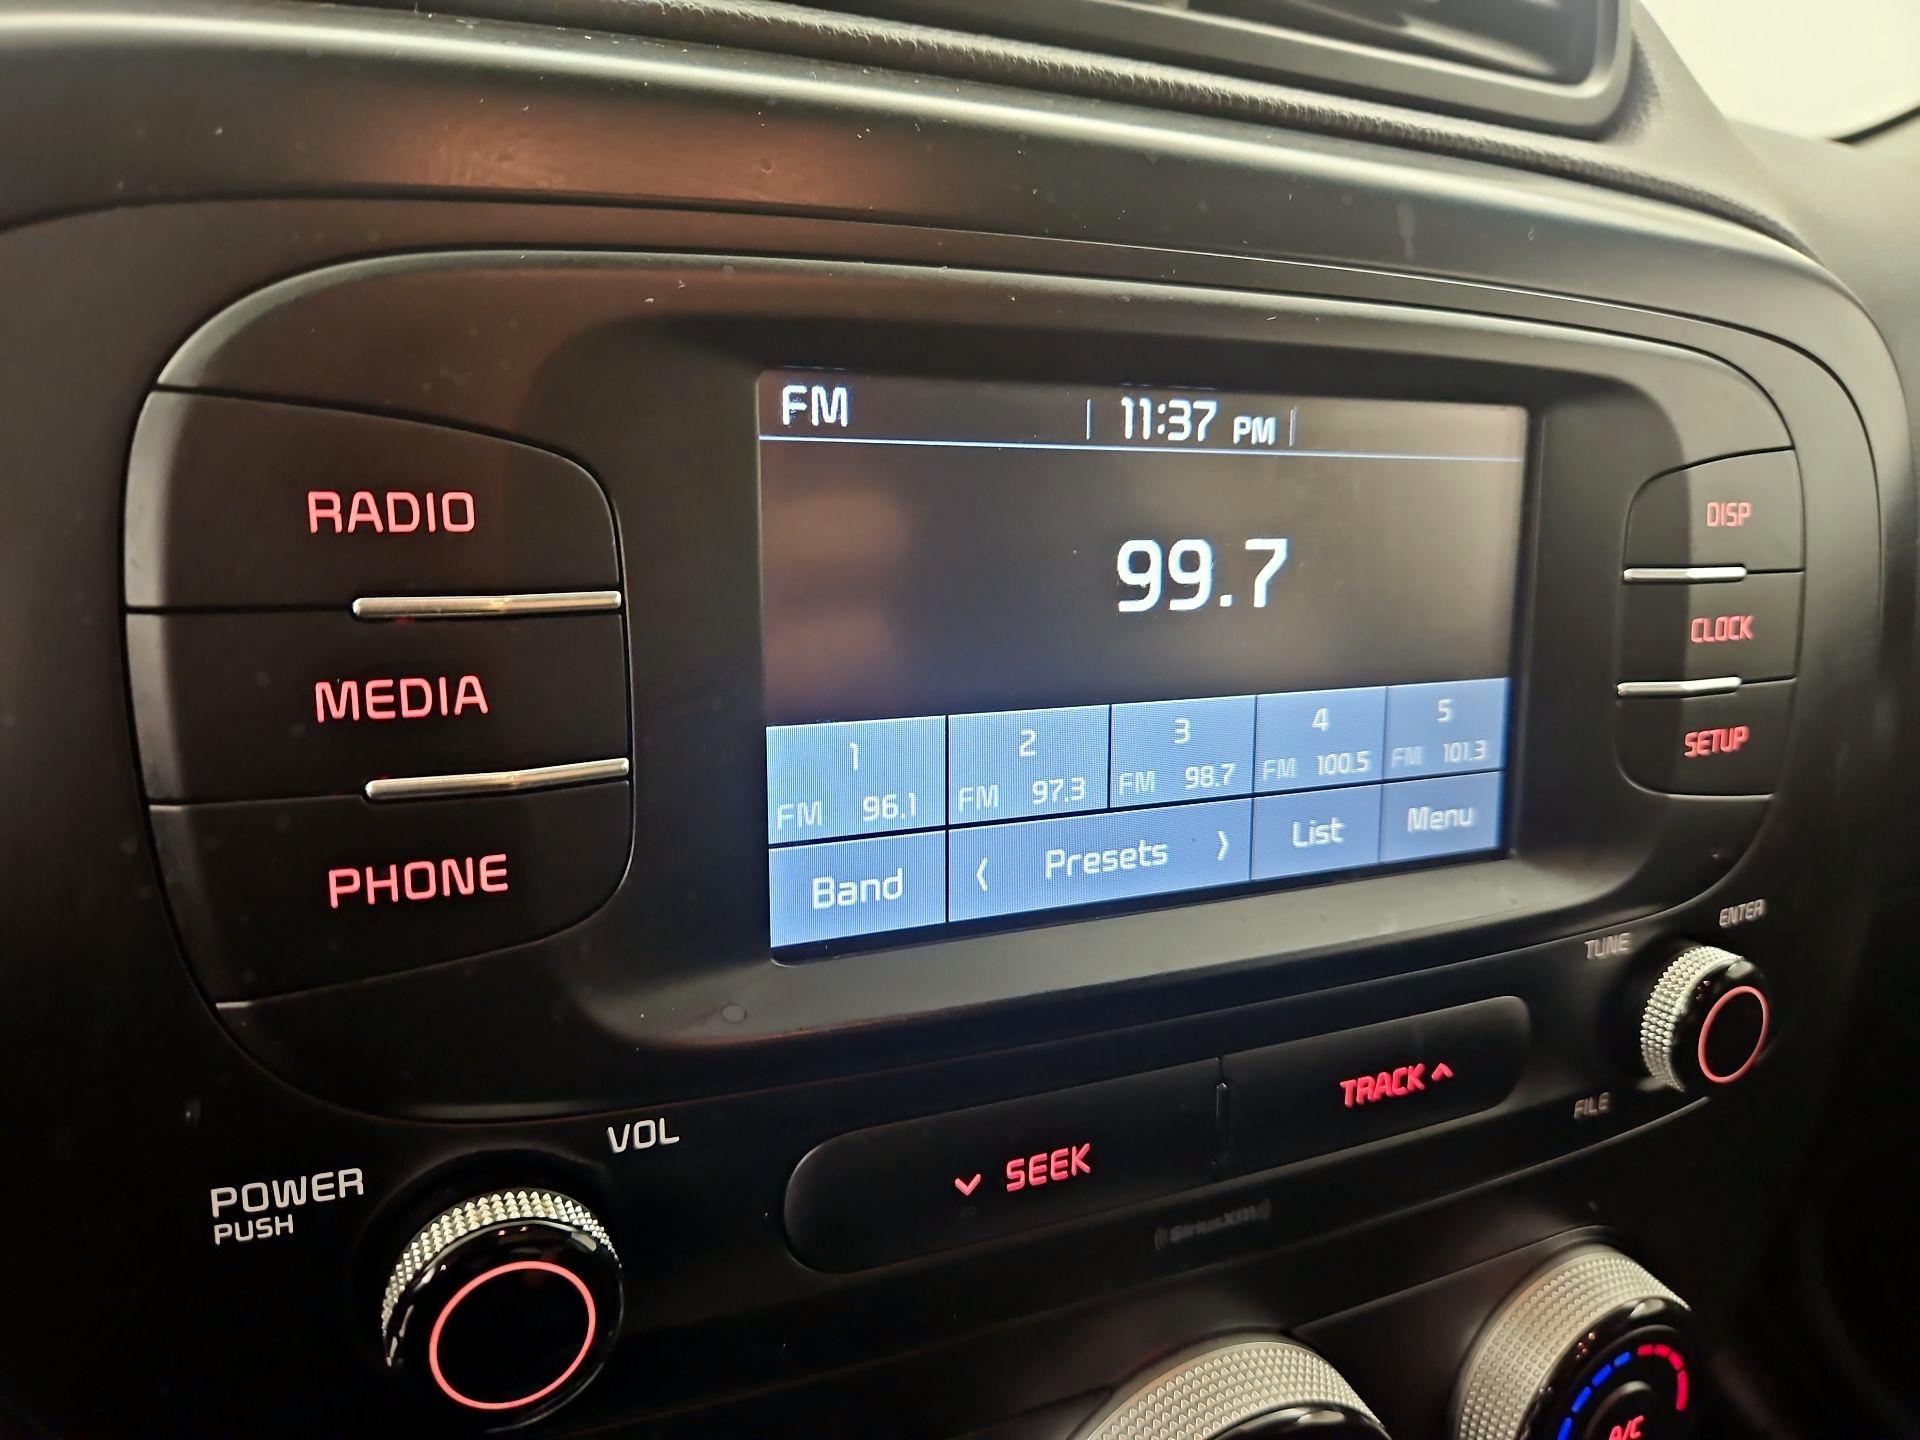 FM
11:37 PM
99.7
1
FM 96.1
2
FM 97.3
3
FM 98.7
4
FM 100.5
5
FM 101.3
Band
< Presets >
List
Menu
RADIO
MEDIA
PHONE
DISP
CLOCK
SETUP
ENTER
TUNE
FILE
VOL
POWER
PUSH
SEEK
TRACK
SiriusXM
A/C